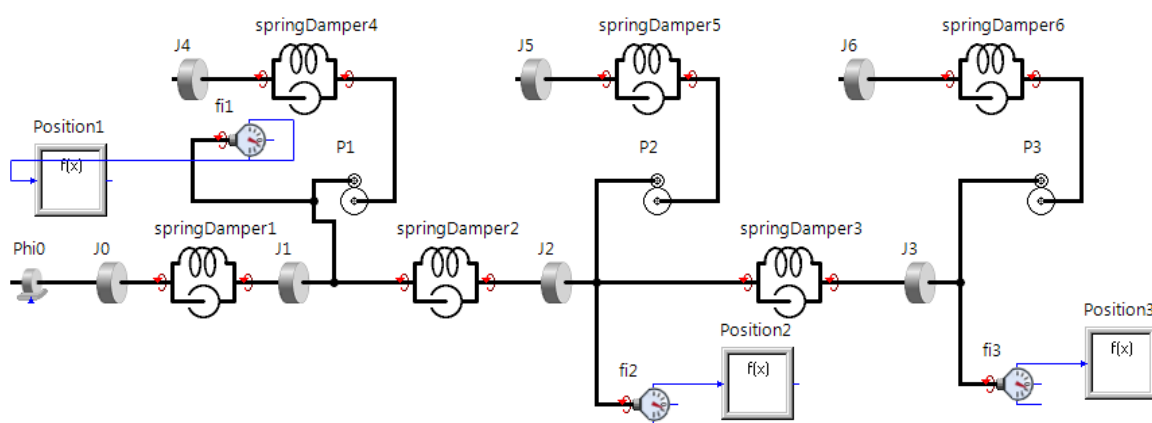 springDamper4
springDamper5
springDamper6
J4
J5
J6
fi1
Position1
f(x)
P1
P2
P3
springDamper1
springDamper2
springDamper3
Phi0
J0
J1
J2
J3
Position2
f(x)
fi2
Position3
f(x)
fi3